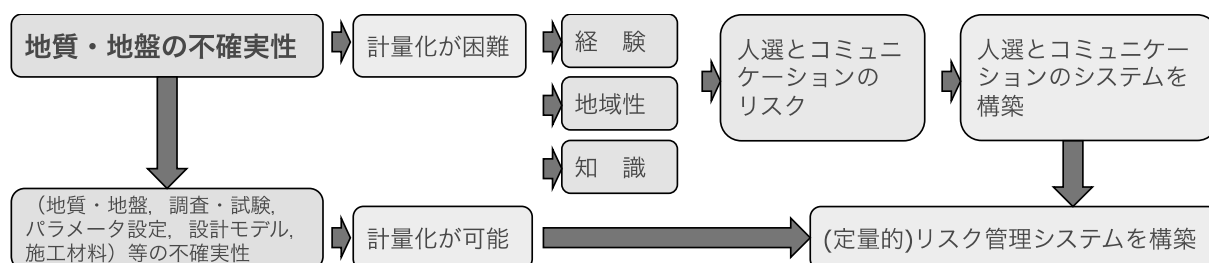 地質・地盤の不確実性
計量化が困難
経　験
地域性
知　識
人選とコミュニ
ケーションの
リスク
人選とコミュニケー
ションのシステムを
構築
（地質・地盤，調査・試験，
パラメータ設定，設計モデル，
施工材料）等の不確実性
計量化が可能
(定量的)リスク管理システムを構築